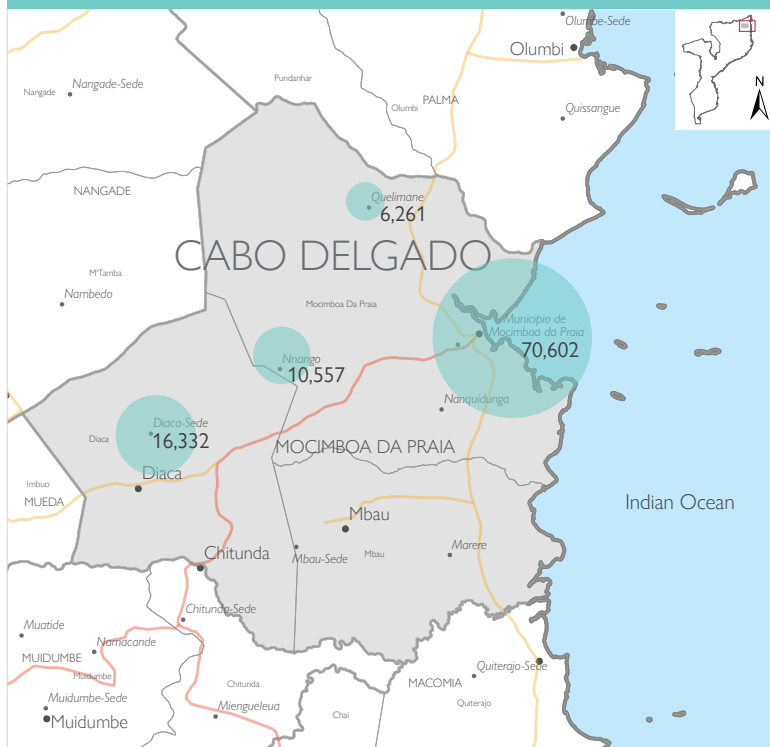 Olumbe-Sede
Olumbi
N
Pundanhar
Nangade-Sede
Nangade
PALMA
Olumbi
Quissangue
NANGADE
Quelimane
6,261
CABO DELGADO
M'Tamba
Nambedo
Mocimboa Da Praia
Municipio de
Mocimboa da Praia
70,602
Nnango
10,557
Nanquidunga
Diaca-Sede
16,332
Diaca
MOCIMBOA DA PRAIA
Diaca
Imbuo
MUEDA
Indian Ocean
Mbau
Chitunda
Mbau-Sede
Mbau
Marere
Chitunda-Sede
Muatide
Namacande
MUIDUMBE
Muidumbe
Quiterajo-Sede
MACOMIA
Chitunda
Quiterajo
Muidumbe-Sede
Miengueleua
Chai
Muidumbe